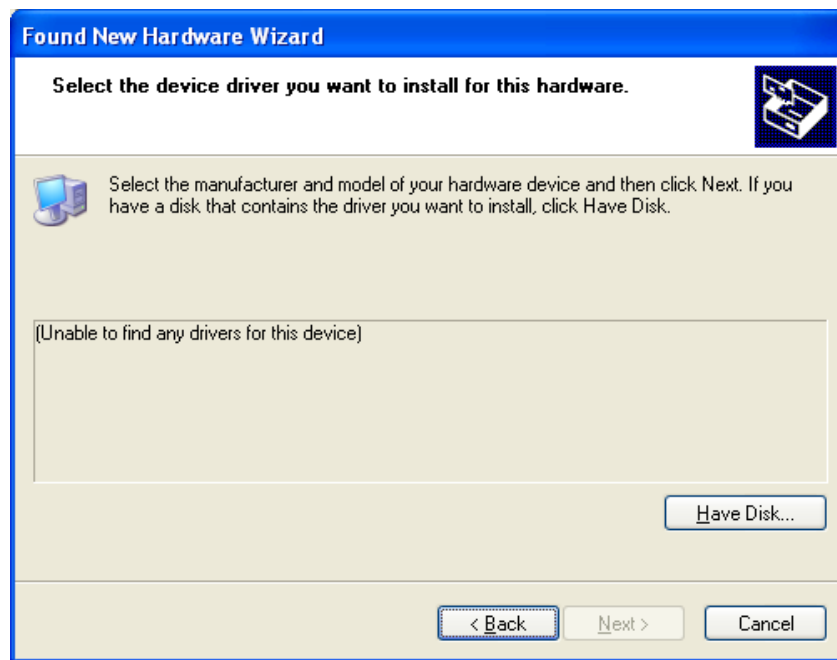 Found New Hardware Wizard
Select the device driver you want to install for this hardware.
Select the manufacturer and model of your hardware device and then click Next. If you
have a disk that contains the driver you want to install, click Have Disk.
(Unable to find any drivers for this device)
Have Disk...
< Back
Next >
Cancel